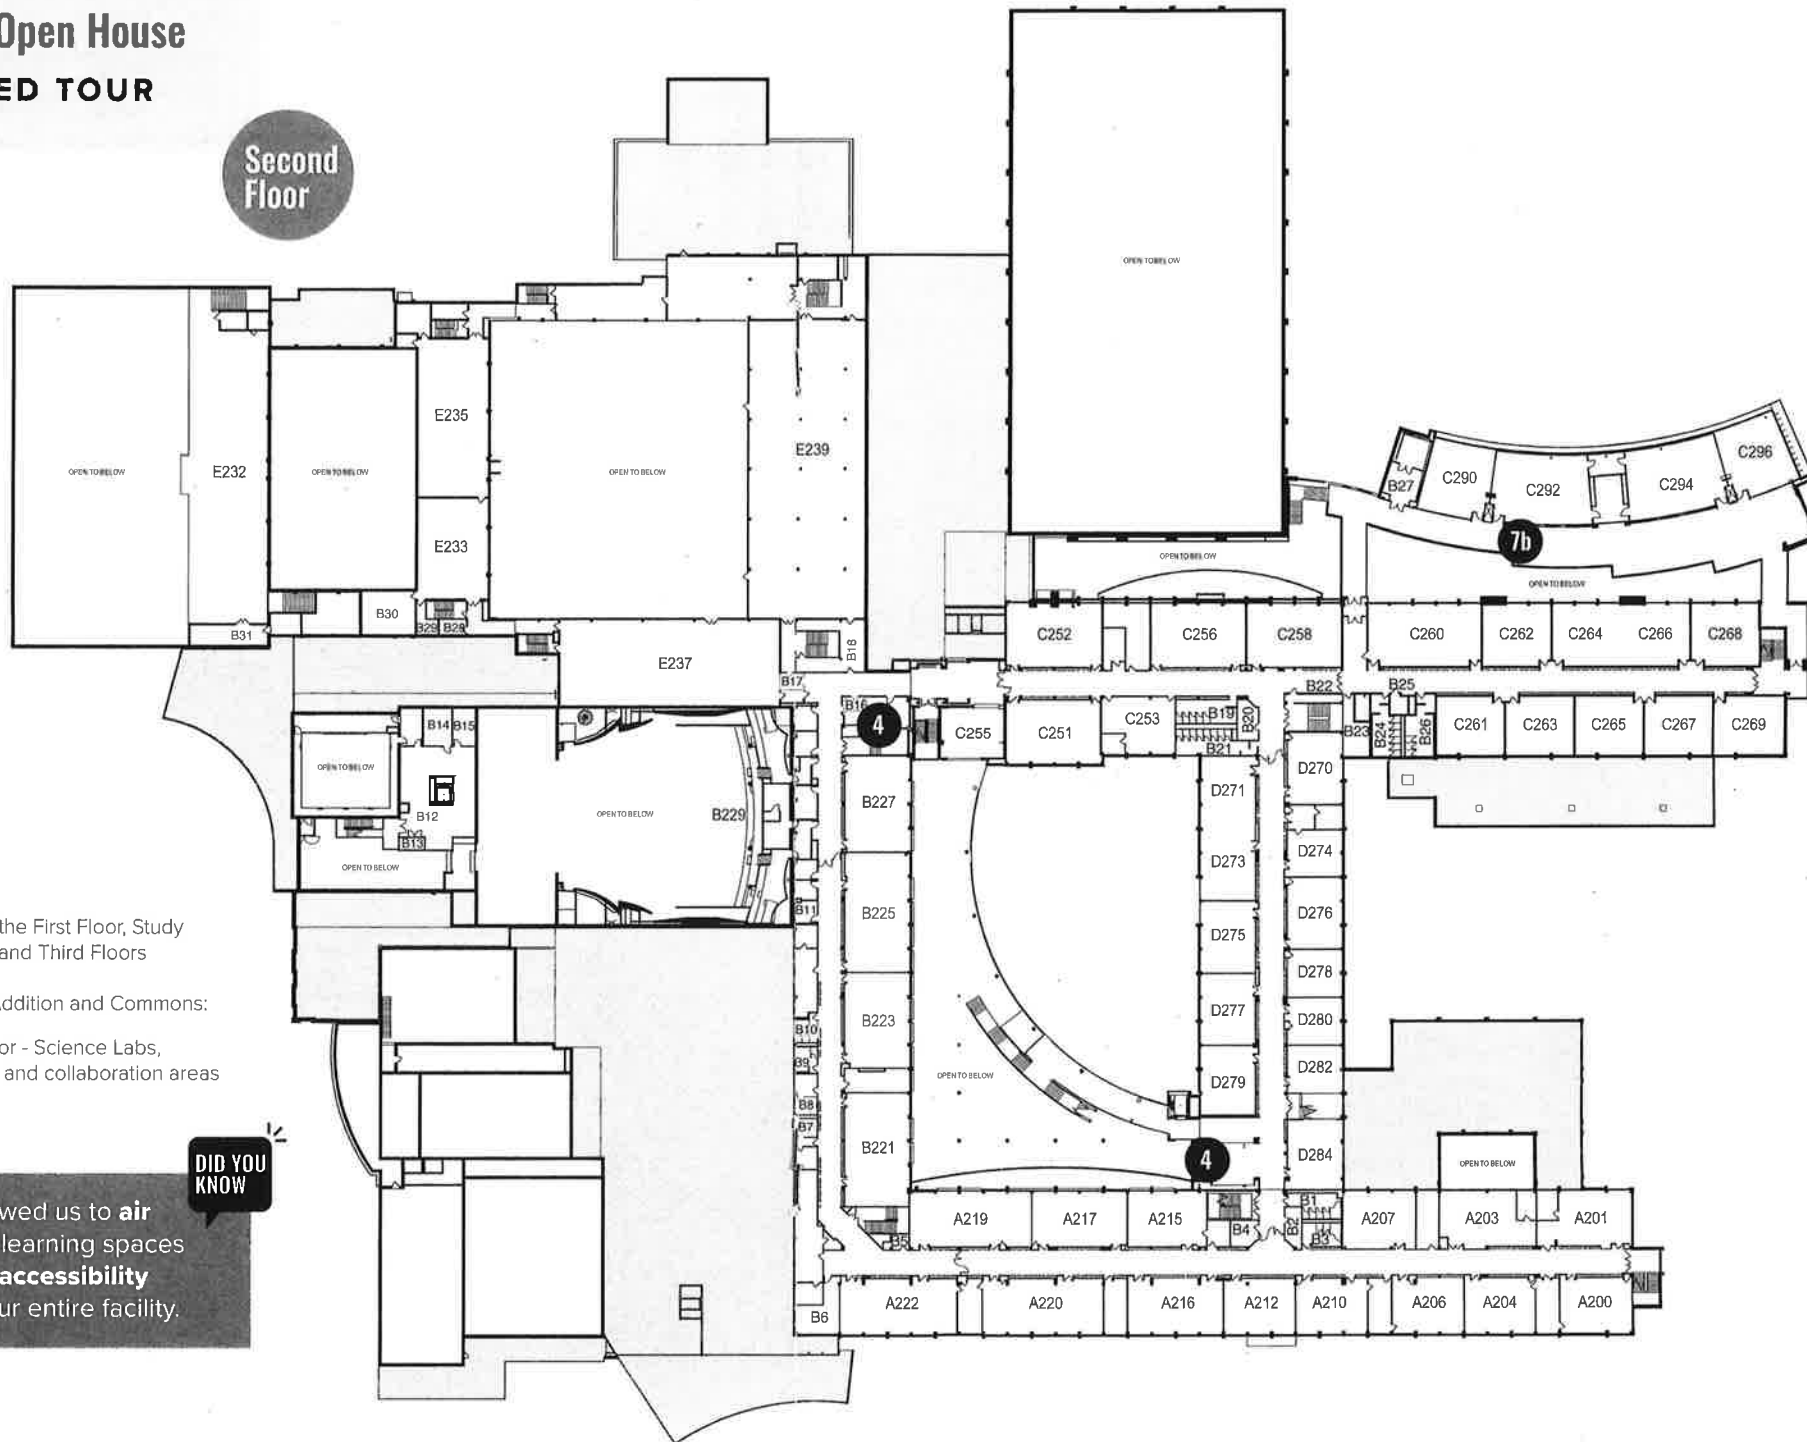 Open House
ED TOUR
Second
Floor
OPEN TO BELOW
OPEN TO BELOW
E235
E232
OPEN TO BELOW
OPEN TO BELOW
E239
C296
C290
C292
C294
B27
7b
E233
OPEN TO BELOW
OPEN TO BELOW
B30
B29
B28
B31
C252
C256
C258
C260
C262
C264
C266
C268
B18
E237
B17
B22
B25
B16
4
B14
B15
C255
C251
C253
B19
B20
B21
B23
B24
B26
C261
C263
C265
C267
C269
OPEN TO BELOW
D270
D271
B227
OPEN TO BELOW
B229
B12
B13
D273
D274
OPEN TO BELOW
B11
B225
D275
D276
the First Floor, Study
and Third Floors
D278
Addition and Commons:
B10
B223
D277
D280
or - Science Labs,
and collaboration areas
B9
OPEN TO BELOW
D279
D282
B8
B7
B221
4
D284
OPEN TO BELOW
DID YOU
KNOW
wed us to air
learning spaces
accessibility
ur entire facility.
B5
A219
A217
A215
B4
B2
B1
B3
A207
A203
A201
B6
A222
A220
A216
A212
A210
A206
A204
A200